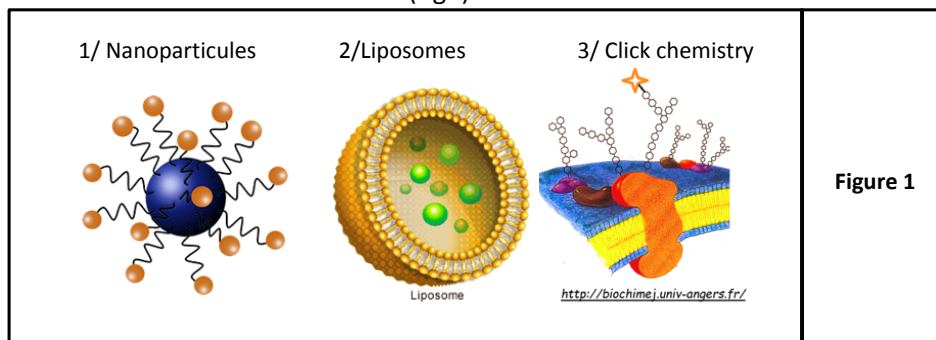 1/ Nanoparticules 2/Liposomes 3/ Click chemistry
Liposome
http://biochimej.univ-angers.fr/
Figure 1